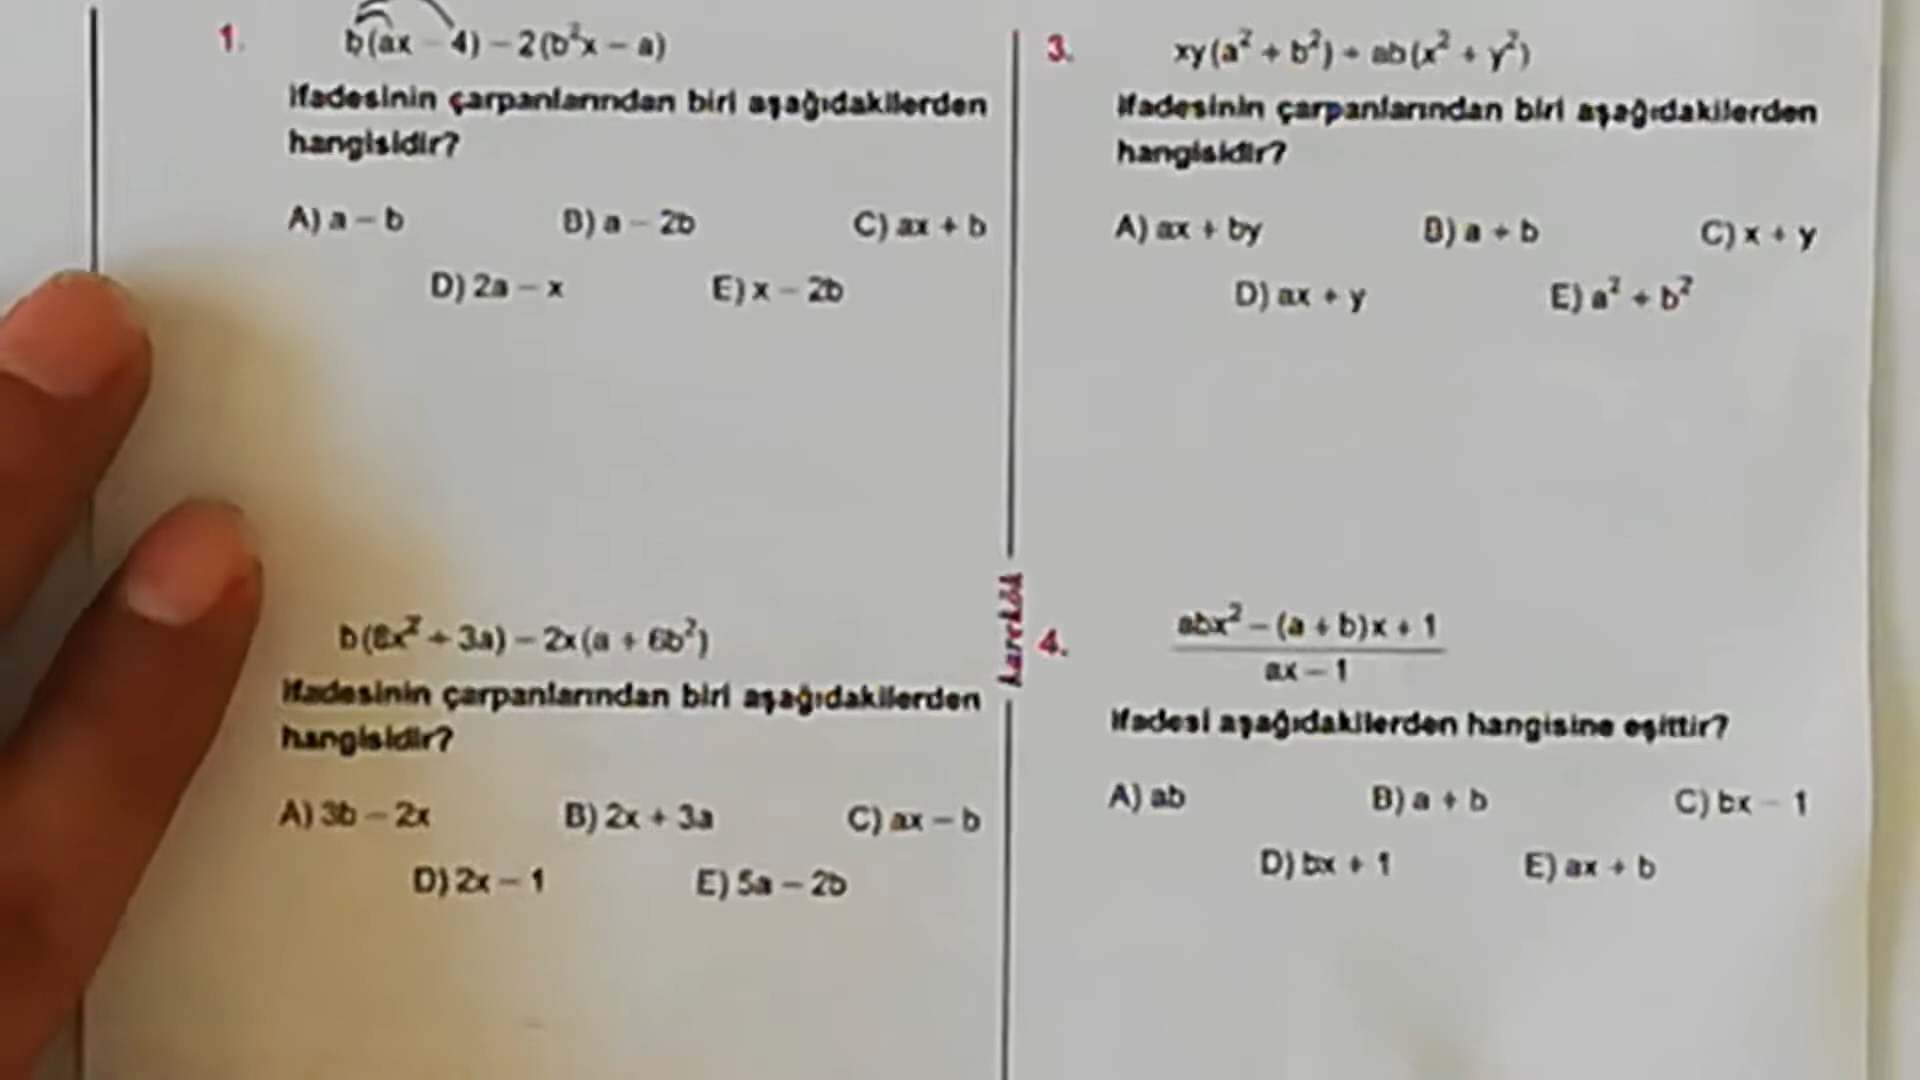 1.
b(ax - 4) - 2(b²x - a)
ifadesinin çarpanlarından biri aşağıdakilerden
hangisidir?
A) a - b
B) a - 2b
C) ax + b
D) 2a - x
E) x - 2b
b(8x² + 3a) - 2x(a + 6b²)
ifadesinin çarpanlarından biri aşağıdakilerden
hangisidir?
A) 3b - 2x
B) 2x + 3a
C) ax - b
D) 2x - 1
E) 5a - 2b
karekök
3.
xy(a² + b²) + ab(x² + y²)
ifadesinin çarpanlarından biri aşağıdakilerden
hangisidir?
A) ax + by
B) a + b
C) x + y
D) ax + y
E) a² + b²
4.
abx² - (a + b)x + 1
ax - 1
ifadesi aşağıdakilerden hangisine eşittir?
A) ab
B) a + b
C) bx - 1
D) bx + 1
E) ax + b